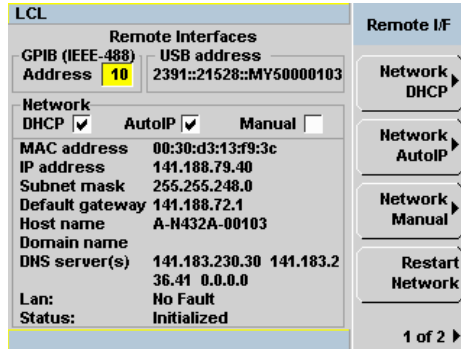 LCL
Remote Interfaces
GPIB (IEEE-488)
Address 10
USB address
2391::21528::MY50000103
Network
DHCP AutoIP Manual
MAC address 00:30:d3:13:f9:3c
IP address 141.188.79.40
Subnet mask 255.255.248.0
Default gateway 141.188.72.1
Host name A-N432A-00103
Domain name
DNS server(s) 141.183.230.30 141.183.2
36.41 0.0.0.0
Lan: No Fault
Status: Initialized
Remote I/F
Network
DHCP
Network
AutoIP
Network
Manual
Restart
Network
1 of 2